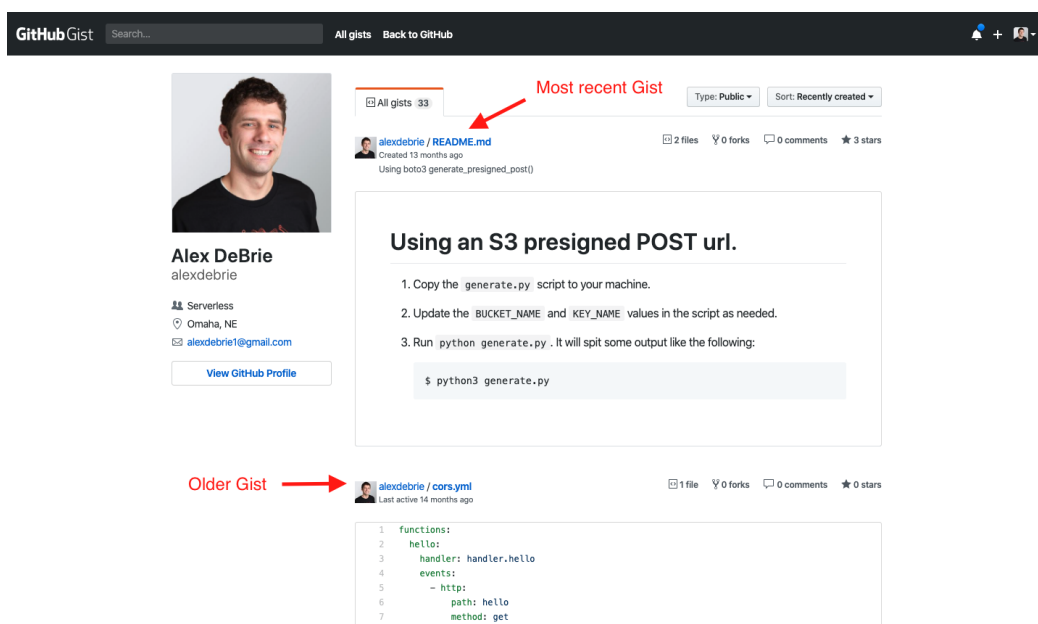 GitHub Gist Search... All gists Back to GitHub
Most recent Gist
All gists 33
Type: Public Sort: Recently created
alexdebrie / README.md
2 files 0 forks 0 comments 3 stars
Created 13 months ago
Using boto3 generate_presigned_post()
Using an S3 presigned POST url.
1. Copy the generate.py script to your machine.
2. Update the BUCKET_NAME and KEY_NAME values in the script as needed.
3. Run python generate.py . It will spit some output like the following:
$ python3 generate.py
Alex DeBrie
alexdebrie
Serverless
Omaha, NE
alexdebrie1@gmail.com
View GitHub Profile
Older Gist
alexdebrie / cors.yml
1 file 0 forks 0 comments 0 stars
Last active 14 months ago
1 functions:
2 hello:
3 handler: handler.hello
4 events:
5 - http:
6 path: hello
7 method: get